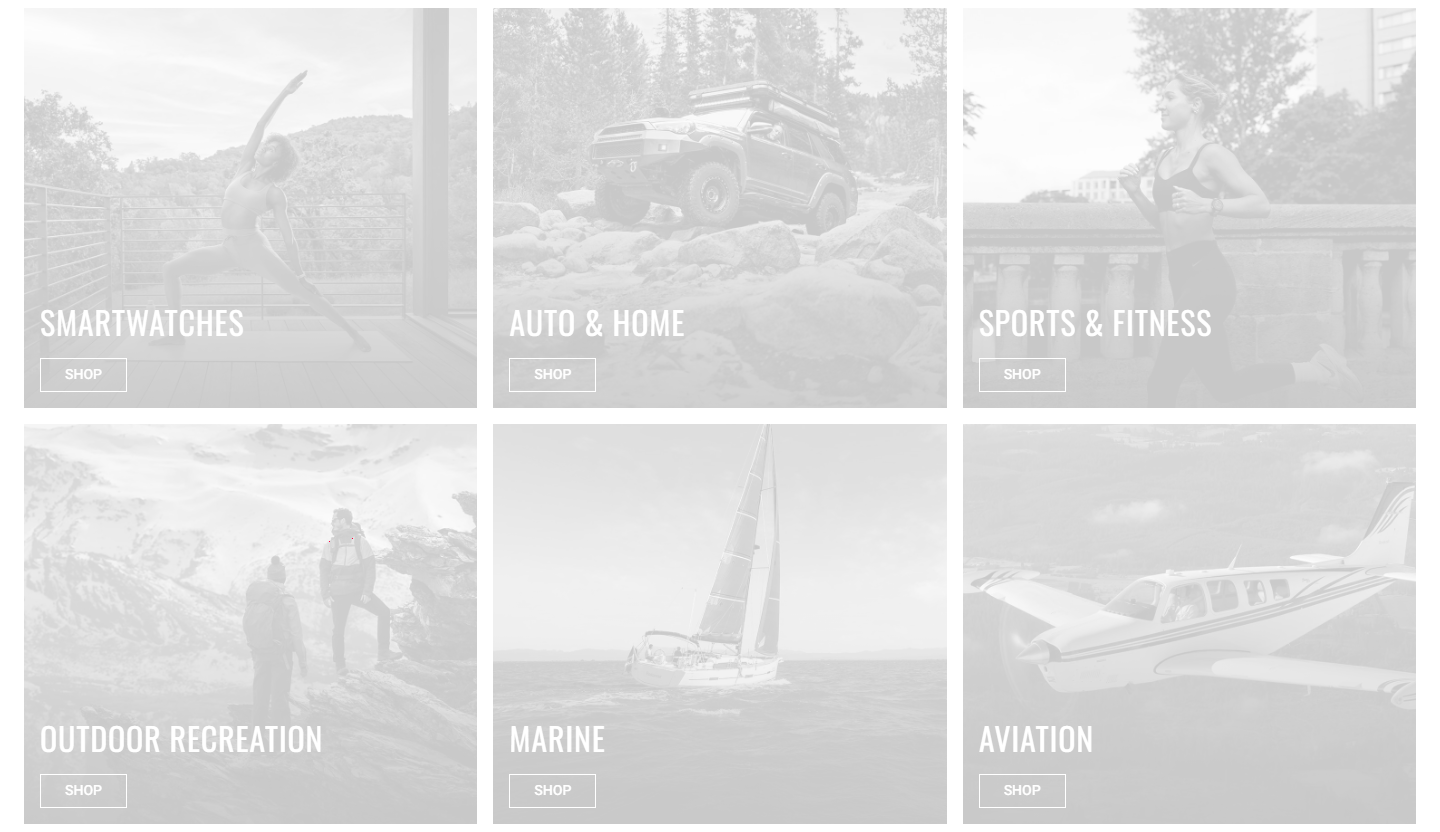 SMARTWATCHES
SHOP
AUTO & HOME
SHOP
SPORTS & FITNESS
SHOP
OUTDOOR RECREATION
SHOP
MARINE
SHOP
AVIATION
SHOP